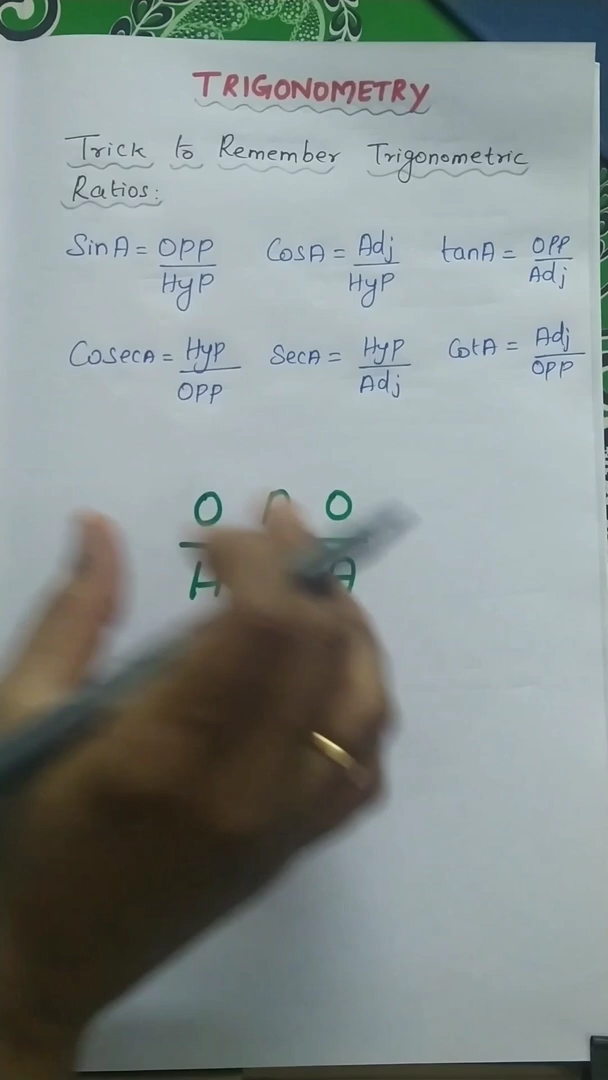 TRIGONOMETRY
Trick to Remember Trigonometric
Ratios:
SinA = OPP/HyP CosA = Adj/HyP tanA = OPP/Adj
CosecA = Hyp/OPP SecA = Hyp/Adj CotA = Adj/OPP
O O
H A